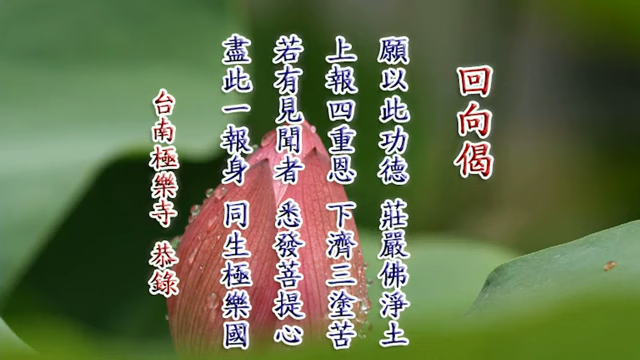 回向偈
願以此功德 莊嚴佛淨土
上報四重恩 下濟三塗苦
若有見聞者 悉發菩提心
盡此一報身 同生極樂國
台南極樂寺 恭錄